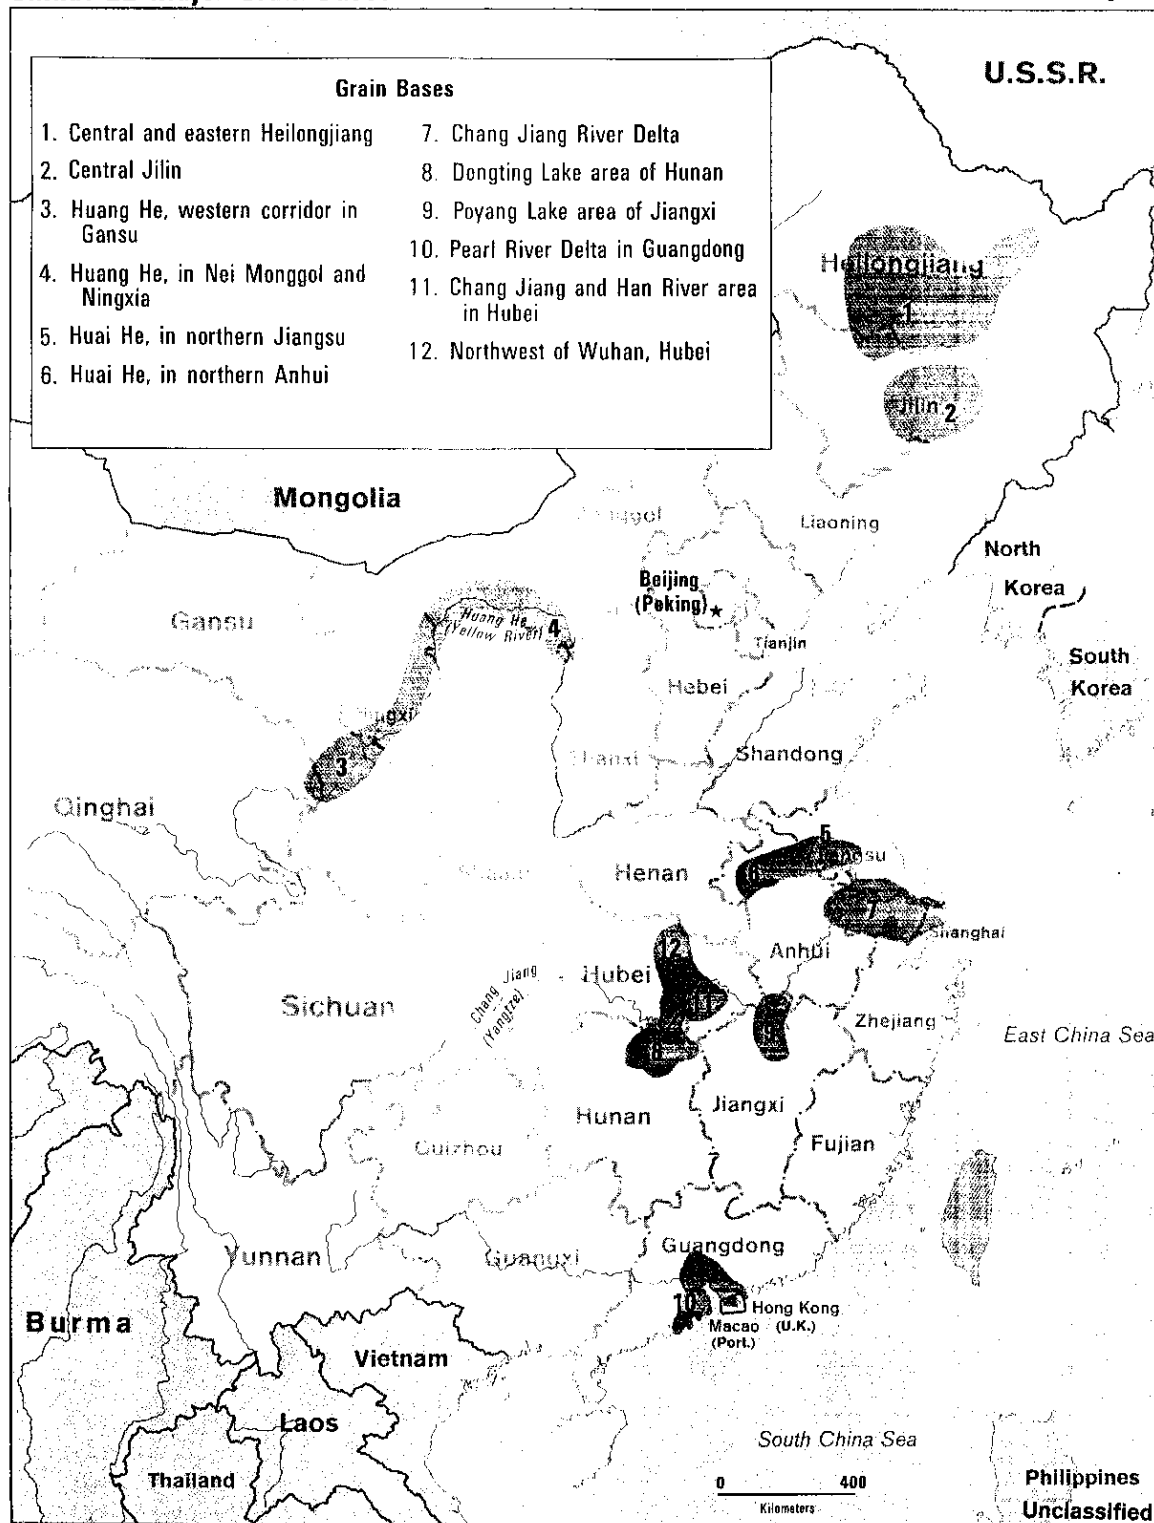 Grain Bases
1. Central and eastern Heilongjiang
2. Central Jilin
3. Huang He, western corridor in
Gansu
4. Huang He, in Nei Monggol and
Ningxia
5. Huai He, in northern Jiangsu
6. Huai He, in northern Anhui
7. Chang Jiang River Delta
8. Dongting Lake area of Hunan
9. Poyang Lake area of Jiangxi
10. Pearl River Delta in Guangdong
11. Chang Jiang and Han River area
in Hubei
12. Northwest of Wuhan, Hubei
U.S.S.R.
Heilongjiang
1
Jilin 2
Mongolia
Liaoning
North
Korea
Beijing
(Peking)
Tianjin
Gansu
Huang He
(Yellow River)
4
South
Korea
Hebei
3
Shanxi
Shandong
Qinghai
5
Henan
6
7
Shanghai
12
Anhui
Hubei
Chang Jiang
(Yangtze)
Sichuan
11
Zhejiang
9
East China Sea
8
Hunan
Jiangxi
Guizhou
Fujian
Yunnan
Guangxi
Guangdong
10
Hong Kong
(U.K.)
Macao
(Port.)
Burma
Vietnam
Laos
Thailand
South China Sea
0 400
Kilometers
Philippines
Unclassified